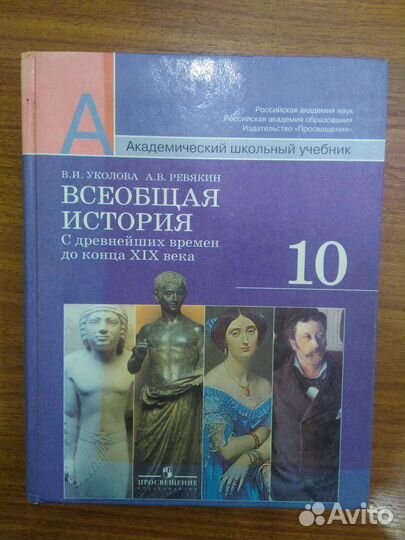 Российская академия наук
Российская академия образования
Издательство «Просвещение»
А
Академический школьный учебник
В.И. УКОЛОВА А.В. РЕВЯКИН
ВСЕОБЩАЯ
ИСТОРИЯ
С древнейших времен
до конца XIX века
10
ПРОСВЕЩЕНИЕ
ИЗДАТЕЛЬСТВО
Avito